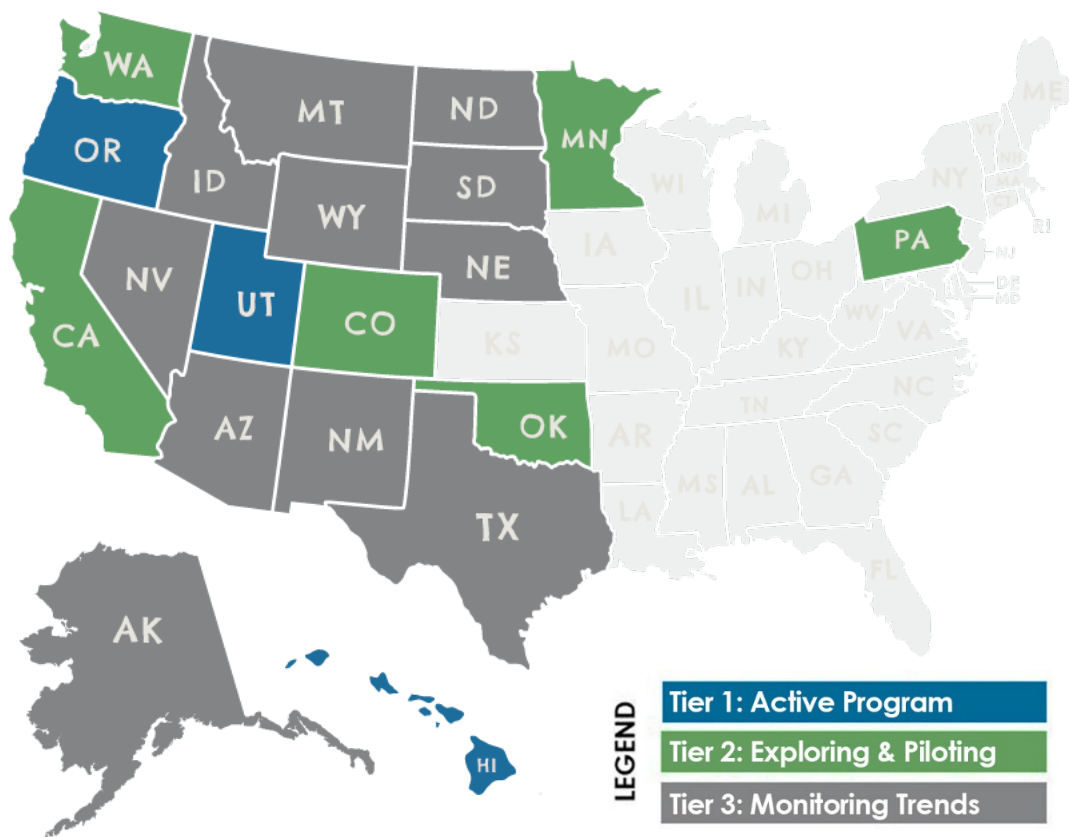 WA
MT
ND
MN
OR
ID
SD
WY
WI
MI
NY
VT
NH
ME
MA
CT
RI
NV
UT
CO
NE
IA
IL
IN
OH
PA
NJ
DE
MD
CA
KS
MO
KY
WV
VA
AZ
NM
OK
AR
TN
NC
SC
TX
LA
MS
AL
GA
FL
AK
HI
LEGEND
Tier 1: Active Program
Tier 2: Exploring & Piloting
Tier 3: Monitoring Trends